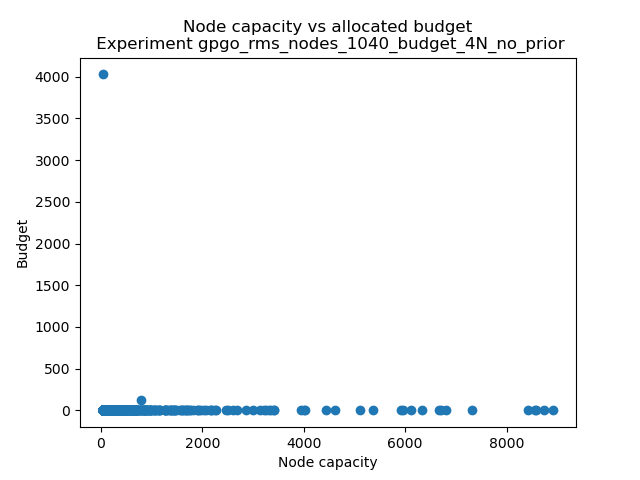 Node capacity vs allocated budget
Experiment gpgo_rms_nodes_1040_budget_4N_no_prior
4000
3500
3000
2500
2000
1500
1000
500
0
Budget
0 2000 4000 6000 8000
Node capacity